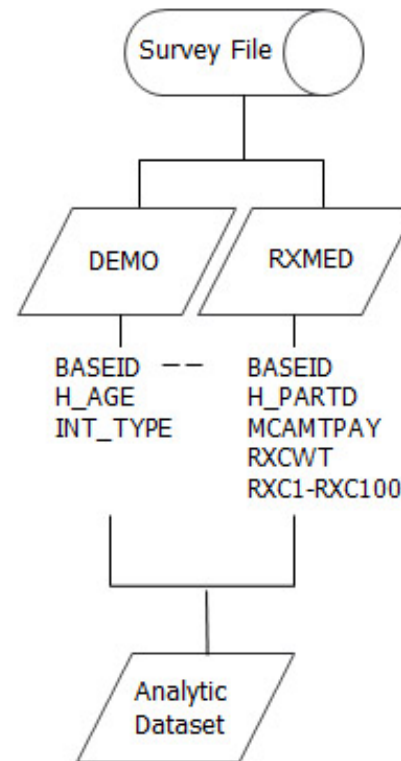 Survey File
DEMO
RXMED
BASEID -- BASEID
H_AGE
H_PARTD
INT_TYPE
MCAMTPAY
RXCWT
RXC1-RXC100
Analytic
Dataset